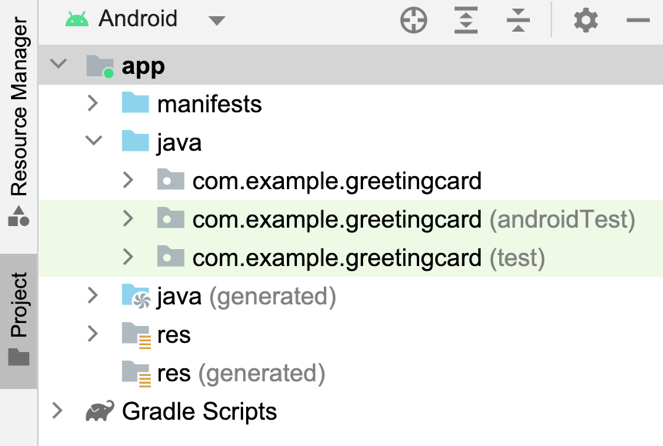 Android
Resource Manager
Project
app
manifests
java
com.example.greetingcard
com.example.greetingcard (androidTest)
com.example.greetingcard (test)
java (generated)
res
res (generated)
Gradle Scripts